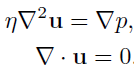 η∇²u = ∇p,
∇ · u = 0